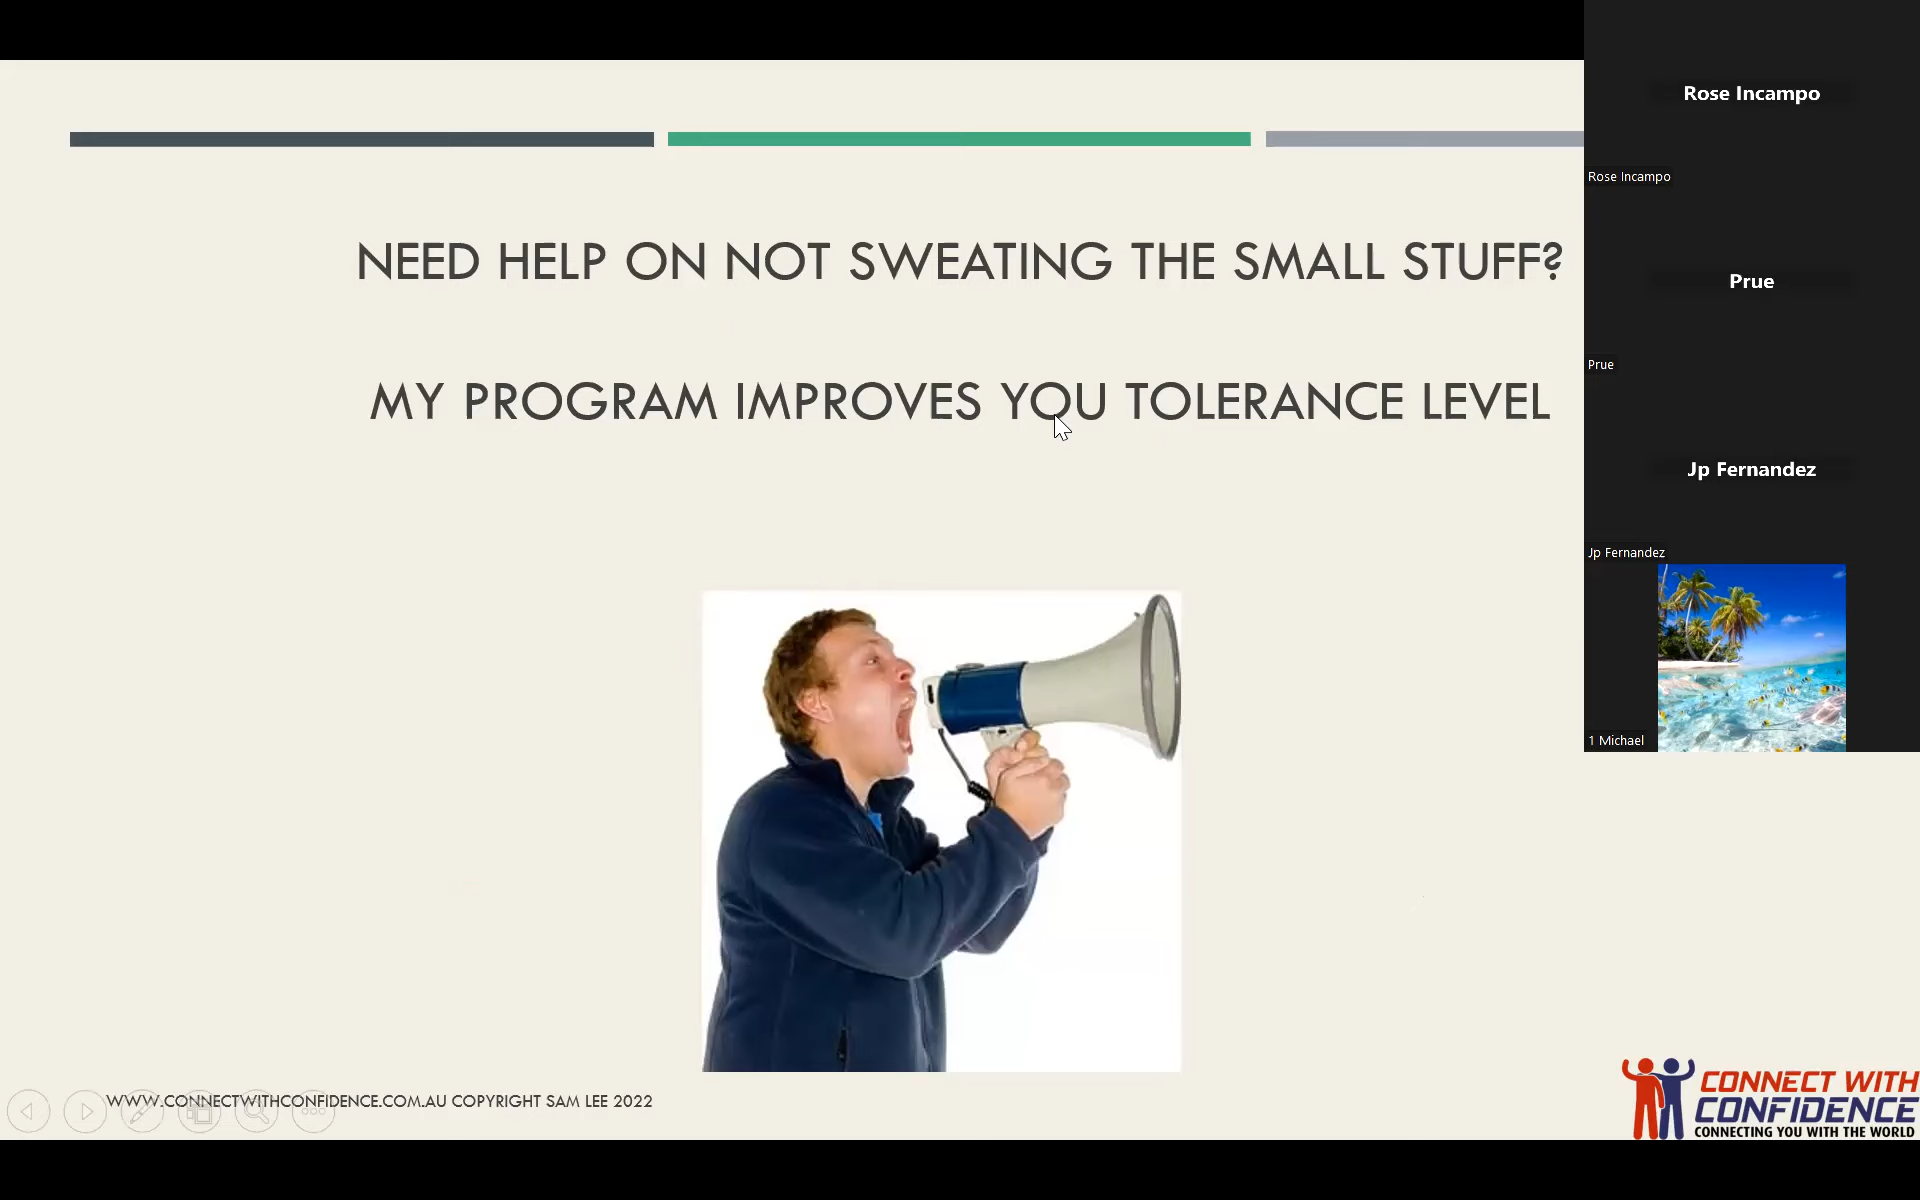 NEED HELP ON NOT SWEATING THE SMALL STUFF?
MY PROGRAM IMPROVES YOU TOLERANCE LEVEL
WWW.CONNECTWITHCONFIDENCE.COM.AU COPYRIGHT SAM LEE 2022
CONNECT WITH
CONFIDENCE
CONNECTING YOU WITH THE WORLD
Rose Incampo
Rose Incampo
Prue
Prue
Jp Fernandez
Jp Fernandez
1 Michael